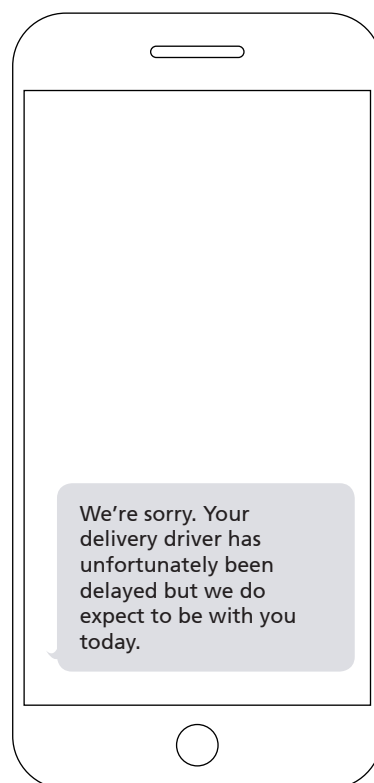 We’re sorry. Your
delivery driver has
unfortunately been
delayed but we do
expect to be with you
today.